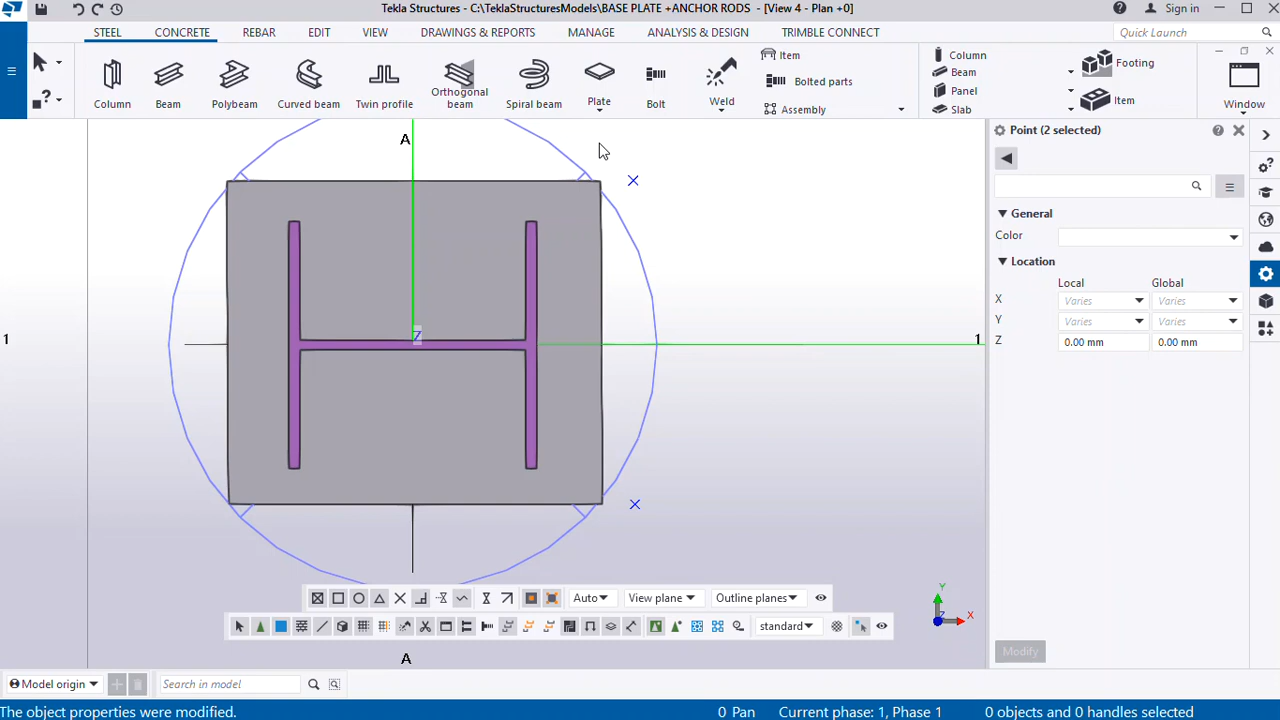 Tekla Structures - C:\TeklaStructuresModels\BASE PLATE +ANCHOR RODS - [View 4 - Plan +0]
Sign in
STEEL CONCRETE REBAR EDIT VIEW DRAWINGS & REPORTS MANAGE ANALYSIS & DESIGN TRIMBLE CONNECT
Quick Launch
Column Beam Polybeam Curved beam Twin profile Orthogonal beam Spiral beam Plate Bolt Weld
Item
Bolted parts
Assembly
Column
Beam
Panel
Slab
Footing
Item
Window
Point (2 selected)
General
Color
Location
Local Global
X Varies Varies
Y Varies Varies
Z 0.00 mm 0.00 mm
Modify
A
1 1
Z
A
Y
X
Z
Auto View plane Outline planes
standard
Model origin Search in model
The object properties were modified. 0 Pan Current phase: 1, Phase 1 0 objects and 0 handles selected